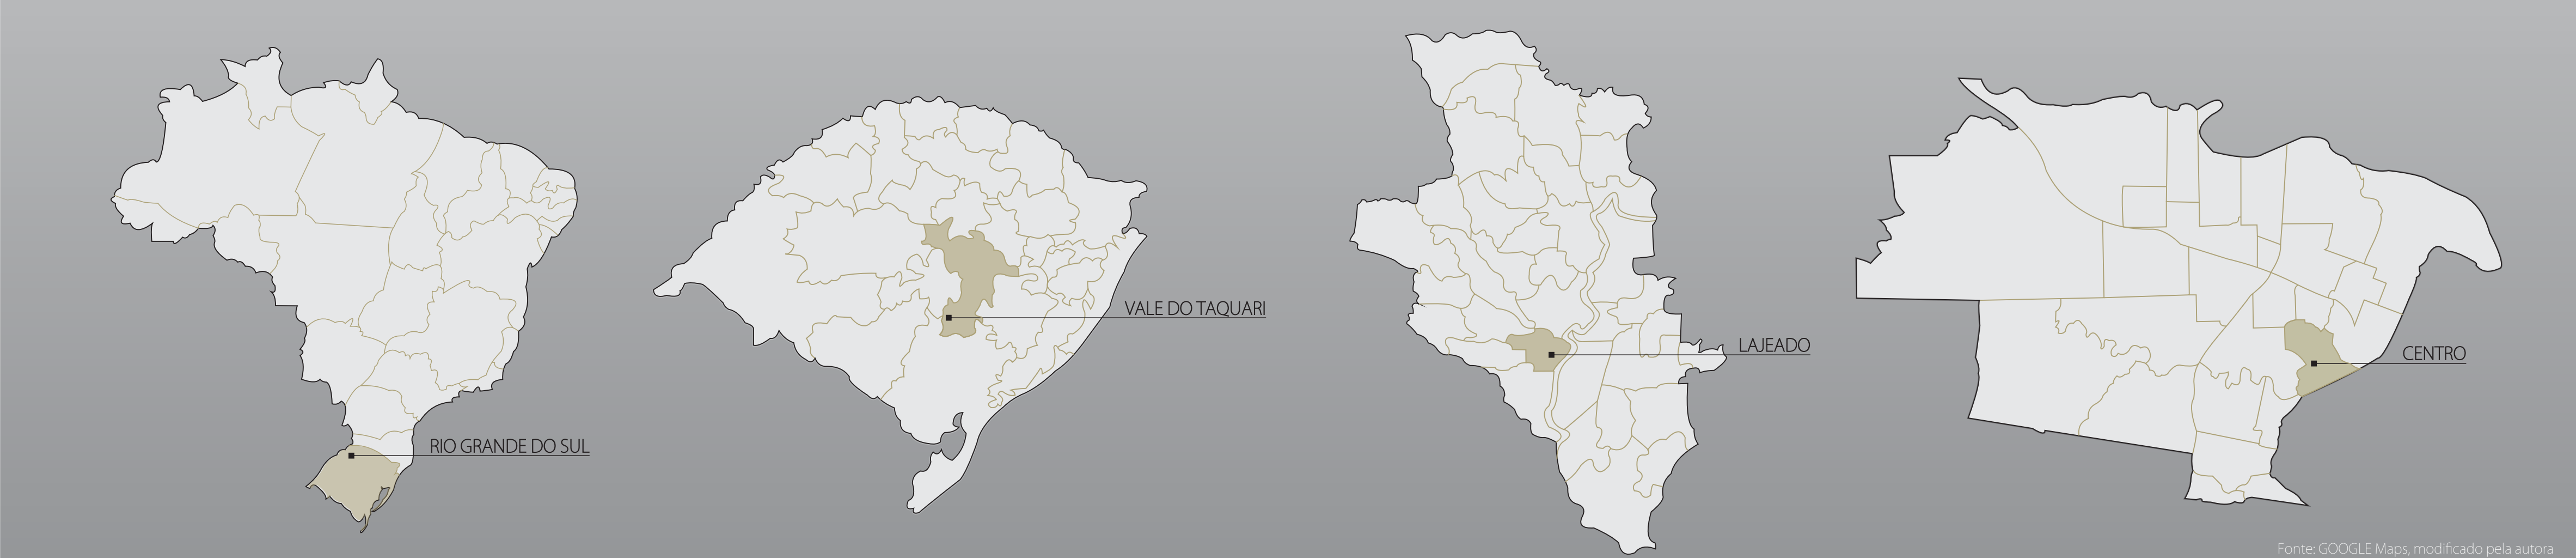 RIO GRANDE DO SUL
VALE DO TAQUARI
LAJEADO
CENTRO
Fonte: GOOGLE Maps, modificado pela autora